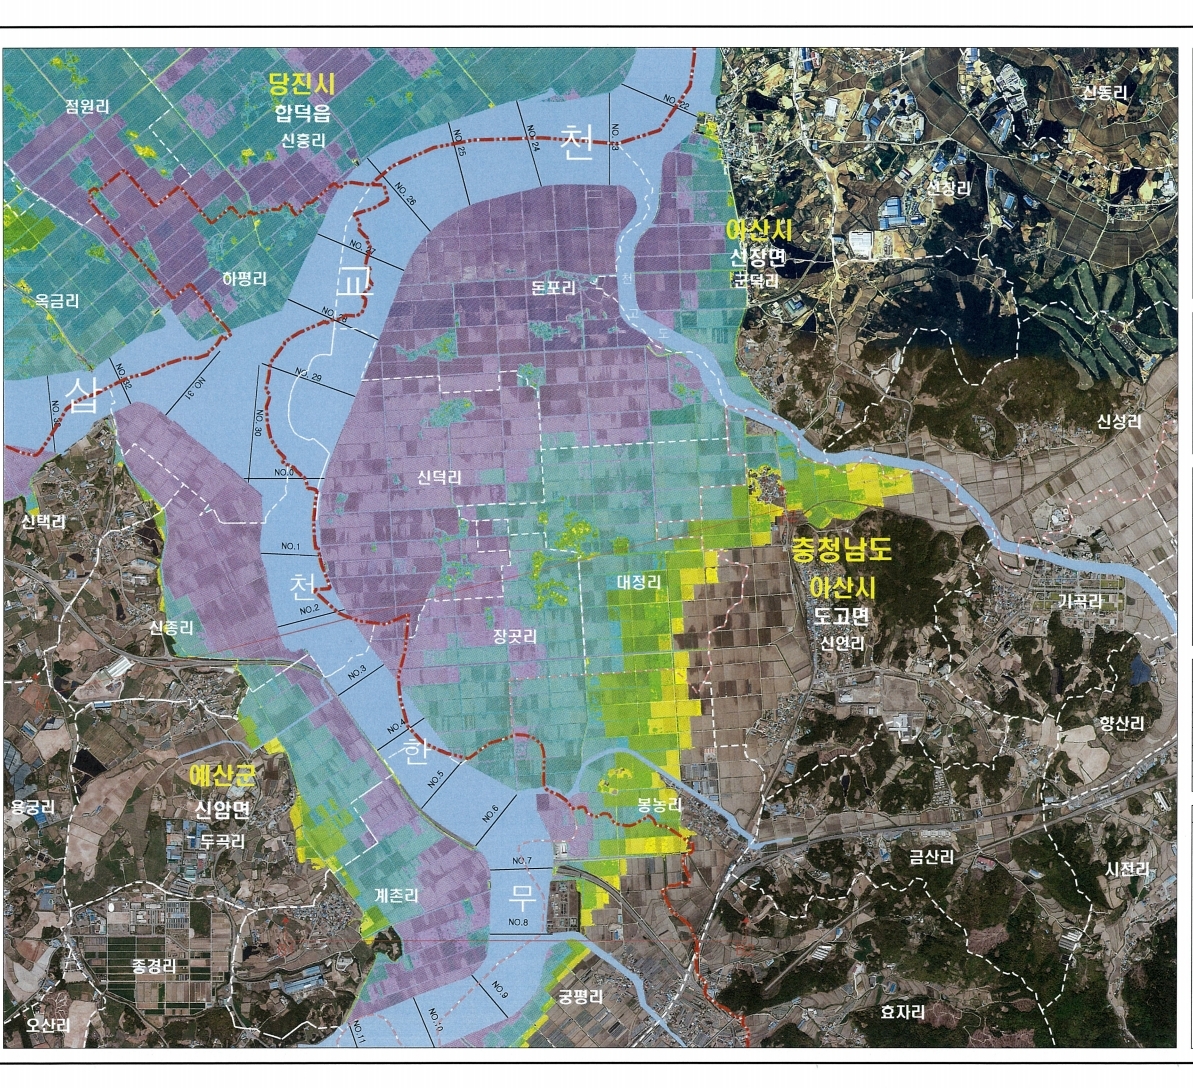 당진시
합덕읍
신흥리
점원리
신동리
NO. 22
천
NO. 23
NO. 24
NO. 25
NO. 26
선장리
아산시
선장면
군덕리
NO. 27
하평리
교
돈포리
옥금리
NO. 28
천
교
도
NO. 29
NO. 30
NO. 31
NO. 32
삽
신성리
신덕리
NO.0
신택리
NO.1
충청남도
아산시
도고면
신언리
대정리
기곡리
천
NO.2
신종리
장곳리
NO.3
향산리
NO.4
한
NO.5
예산군
신암면
두곡리
용궁리
NO.6
봉농리
금산리
시전리
NO.7
계촌리
무
NO.8
종경리
NO.9
궁평리
NO.10
NO.11
오산리
효자리